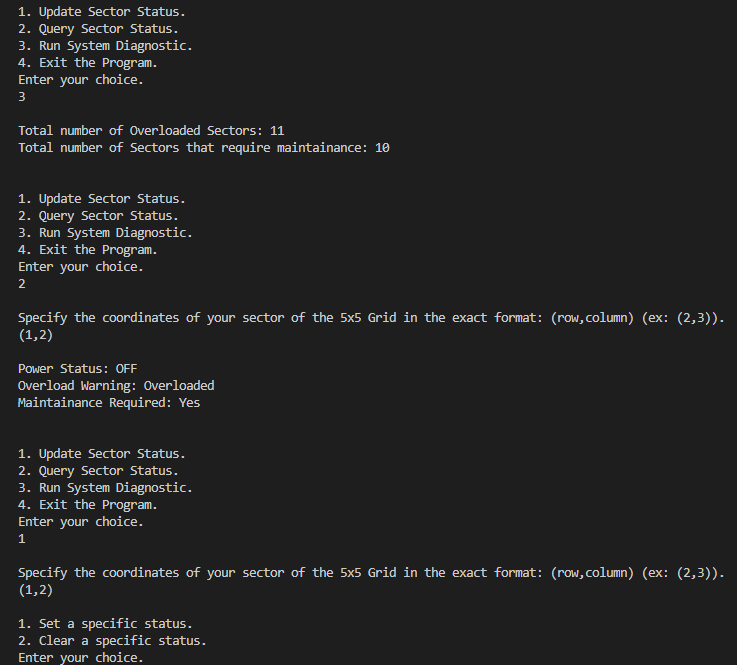 1. Update Sector Status.
2. Query Sector Status.
3. Run System Diagnostic.
4. Exit the Program.
Enter your choice.
3
Total number of Overloaded Sectors: 11
Total number of Sectors that require maintainance: 10
1. Update Sector Status.
2. Query Sector Status.
3. Run System Diagnostic.
4. Exit the Program.
Enter your choice.
2
Specify the coordinates of your sector of the 5x5 Grid in the exact format: (row,column) (ex: (2,3)).
(1,2)
Power Status: OFF
Overload Warning: Overloaded
Maintainance Required: Yes
1. Update Sector Status.
2. Query Sector Status.
3. Run System Diagnostic.
4. Exit the Program.
Enter your choice.
1
Specify the coordinates of your sector of the 5x5 Grid in the exact format: (row,column) (ex: (2,3)).
(1,2)
1. Set a specific status.
2. Clear a specific status.
Enter your choice.